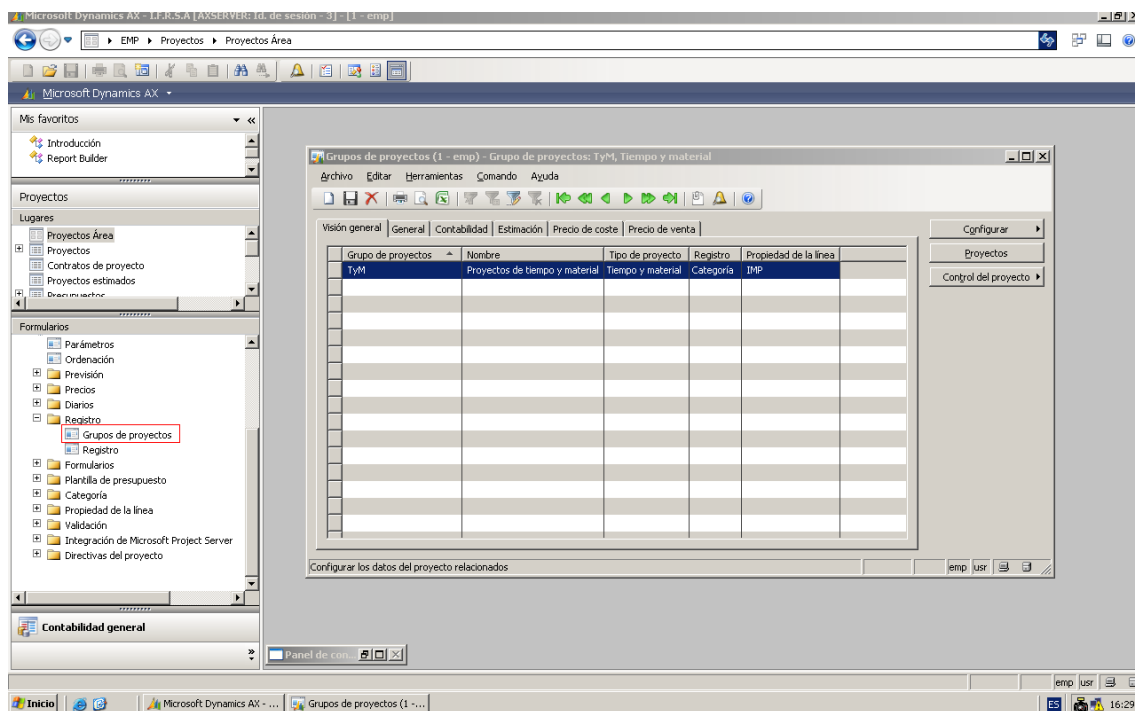 Microsoft Dynamics AX - I.F.R.S.A [AXSERVER: Id. de sesión - 3] - [1 - emp]
EMP Proyectos Proyectos Área
Microsoft Dynamics AX
Mis favoritos
Introducción
Report Builder
Proyectos
Lugares
Proyectos Área
Proyectos
Contratos de proyecto
Proyectos estimados
Presupuestos
Formularios
Parámetros
Ordenación
Previsión
Precios
Diarios
Registro
Grupos de proyectos
Registro
Formularios
Plantilla de presupuesto
Categoría
Propiedad de la línea
Validación
Integración de Microsoft Project Server
Directivas del proyecto
Contabilidad general
Grupos de proyectos (1 - emp) - Grupo de proyectos: TyM, Tiempo y material
Archivo Editar Herramientas Comando Ayuda
Visión general General Contabilidad Estimación Precio de coste Precio de venta
Grupo de proyectos Nombre Tipo de proyecto Registro Propiedad de la línea
TyM Proyectos de tiempo y material Tiempo y material Categoría IMP
Configurar
Proyectos
Control del proyecto
Configurar los datos del proyecto relacionados
emp usr
Panel de con...
emp usr
Inicio Microsoft Dynamics AX - ... Grupos de proyectos (1 -... ES 16:29